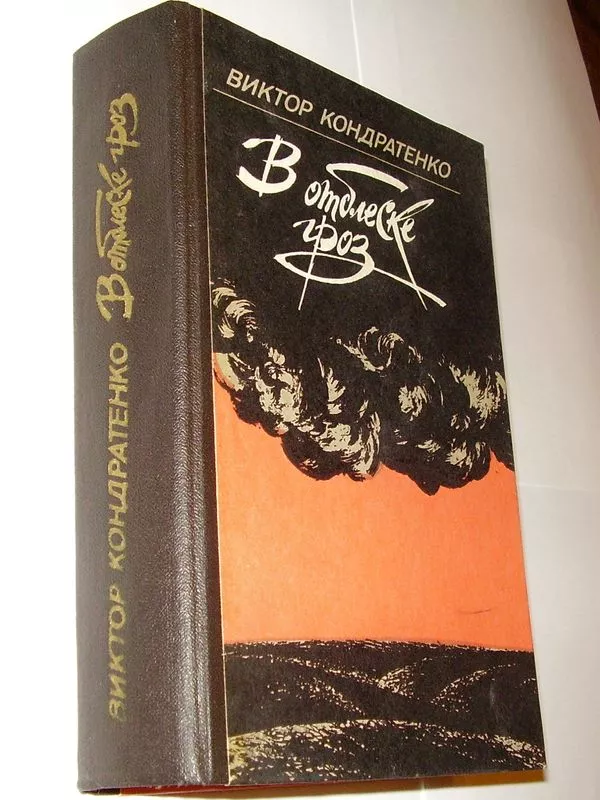 ВИКТОР КОНДРАТЕНКО
В отблеске
гроз
ВИКТОР КОНДРАТЕНКО В отблеске гроз